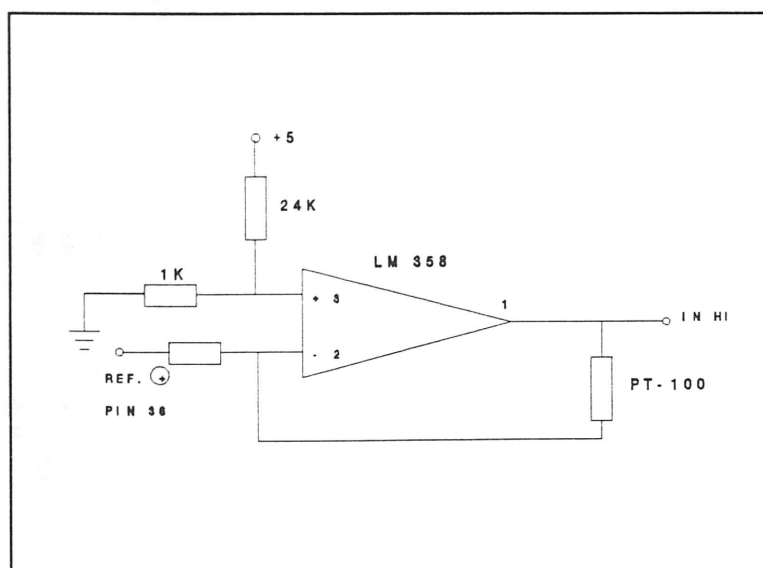 +5
24K
LM 358
1K
+ 3
1
IN HI
- 2
REF. +
PIN 36
PT-100